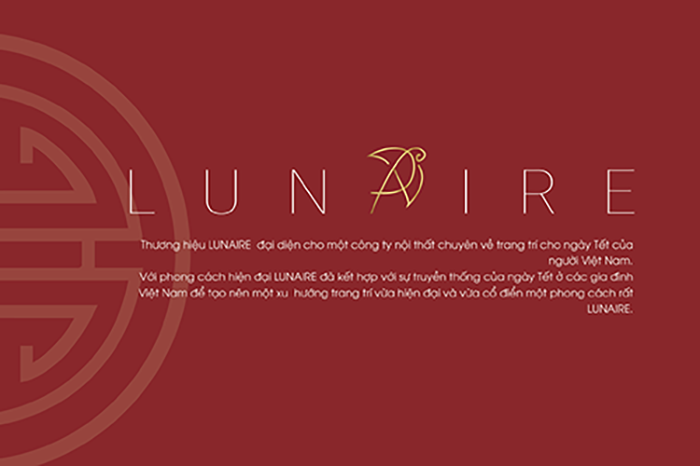 LUNAIRE
Thương hiệu LUNAIRE đại diện cho một công ty nội thất chuyên về trang trí cho ngày Tết của
người Việt Nam.
Với phong cách hiện đại LUNAIRE đã kết hợp với sự truyền thống của ngày Tết ở các gia đình
Việt Nam để tạo nên một xu hướng trang trí vừa hiện đại và vừa cổ điển một phong cách rất
LUNAIRE.